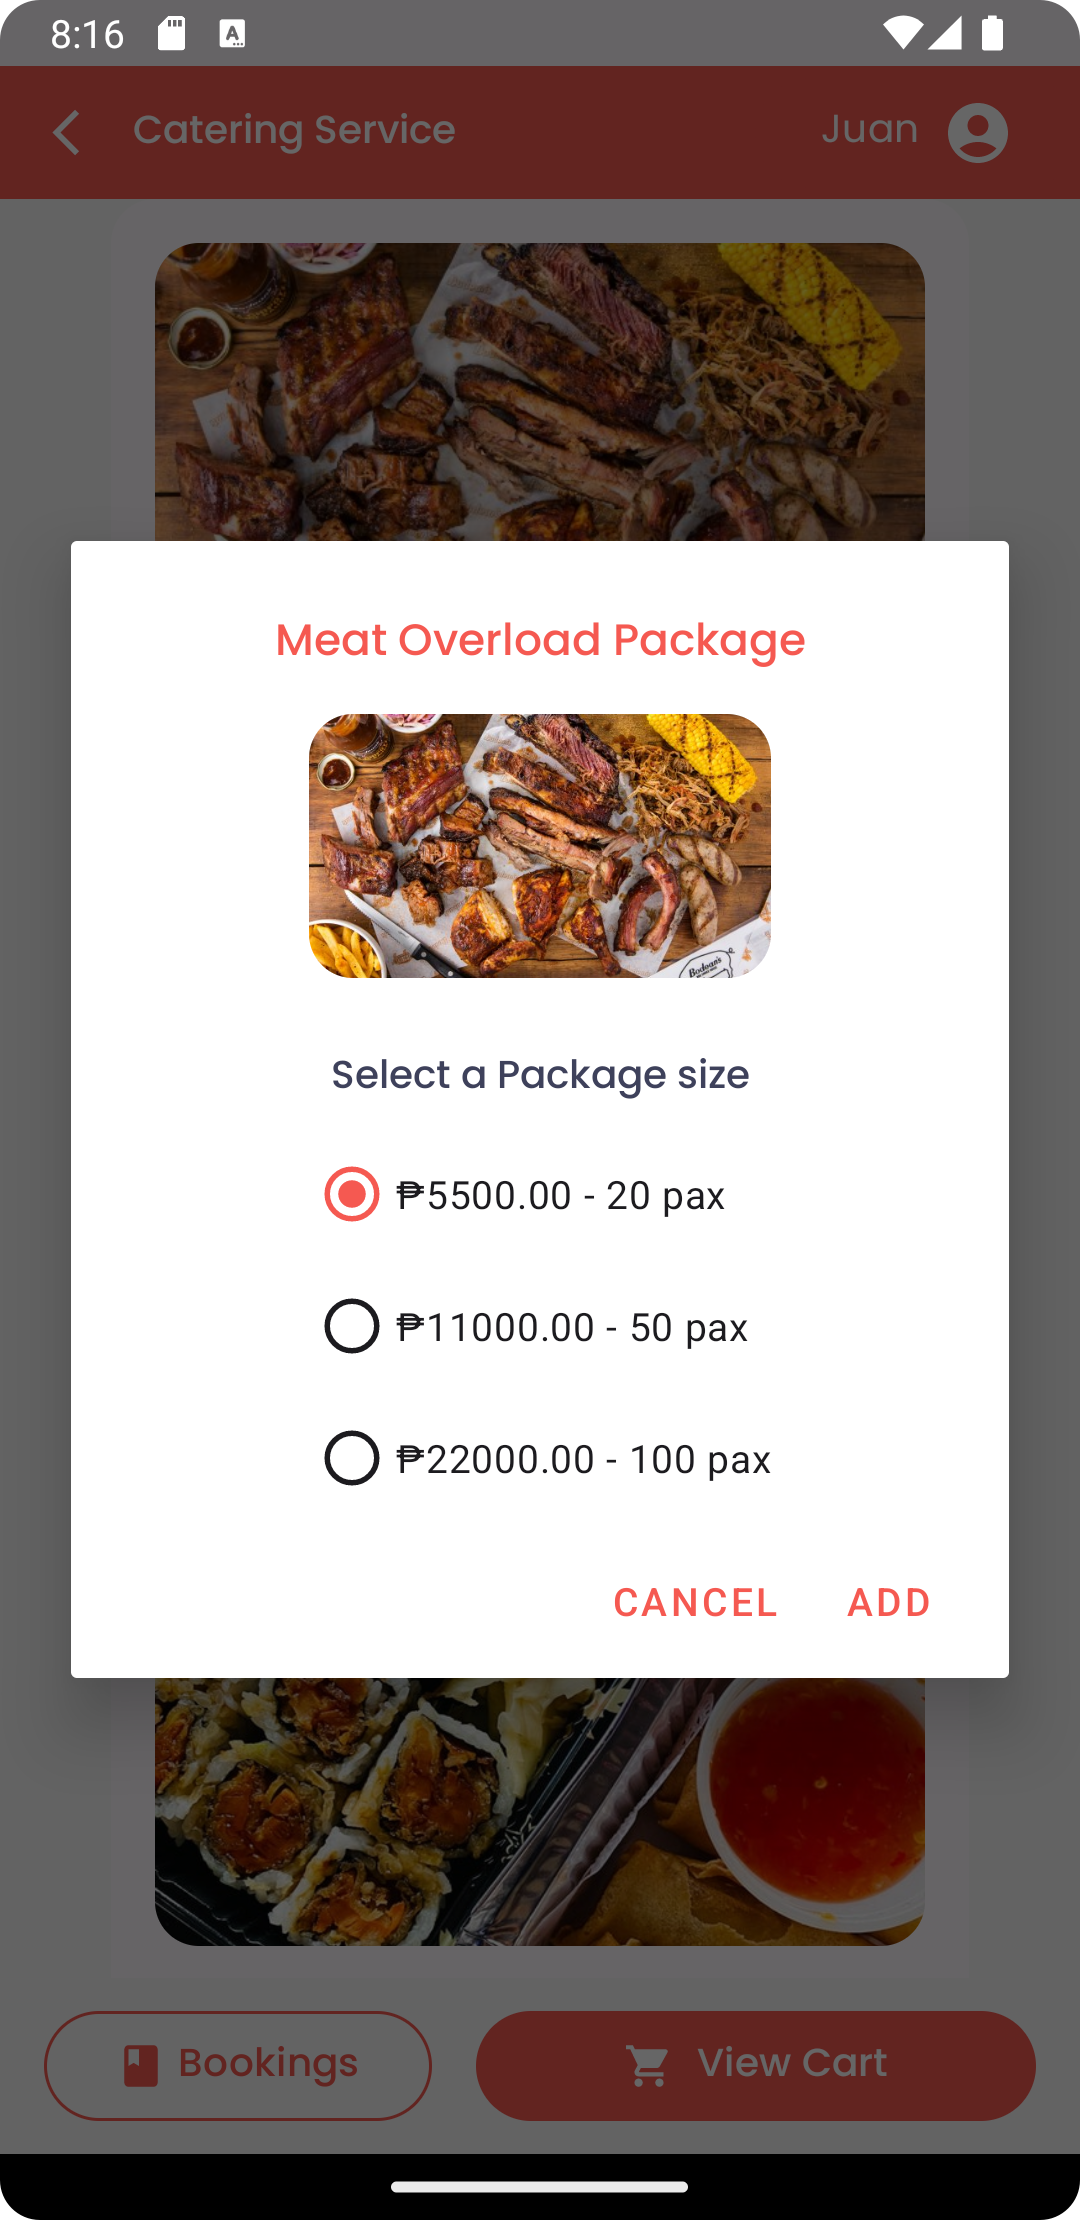 8:16
Catering Service
Juan
Meat Overload Package
Bodean's
Select a Package size
₱5500.00 - 20 pax
₱11000.00 - 50 pax
₱22000.00 - 100 pax
CANCEL ADD
Bookings
View Cart